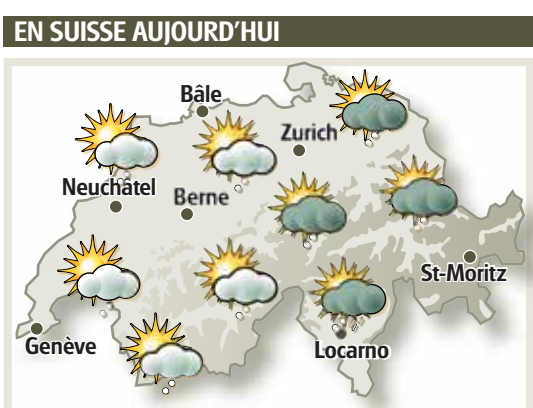 EN SUISSE AUJOURD'HUI
Bâle
Zurich
Neuchâtel
Berne
St-Moritz
Genève
Locarno